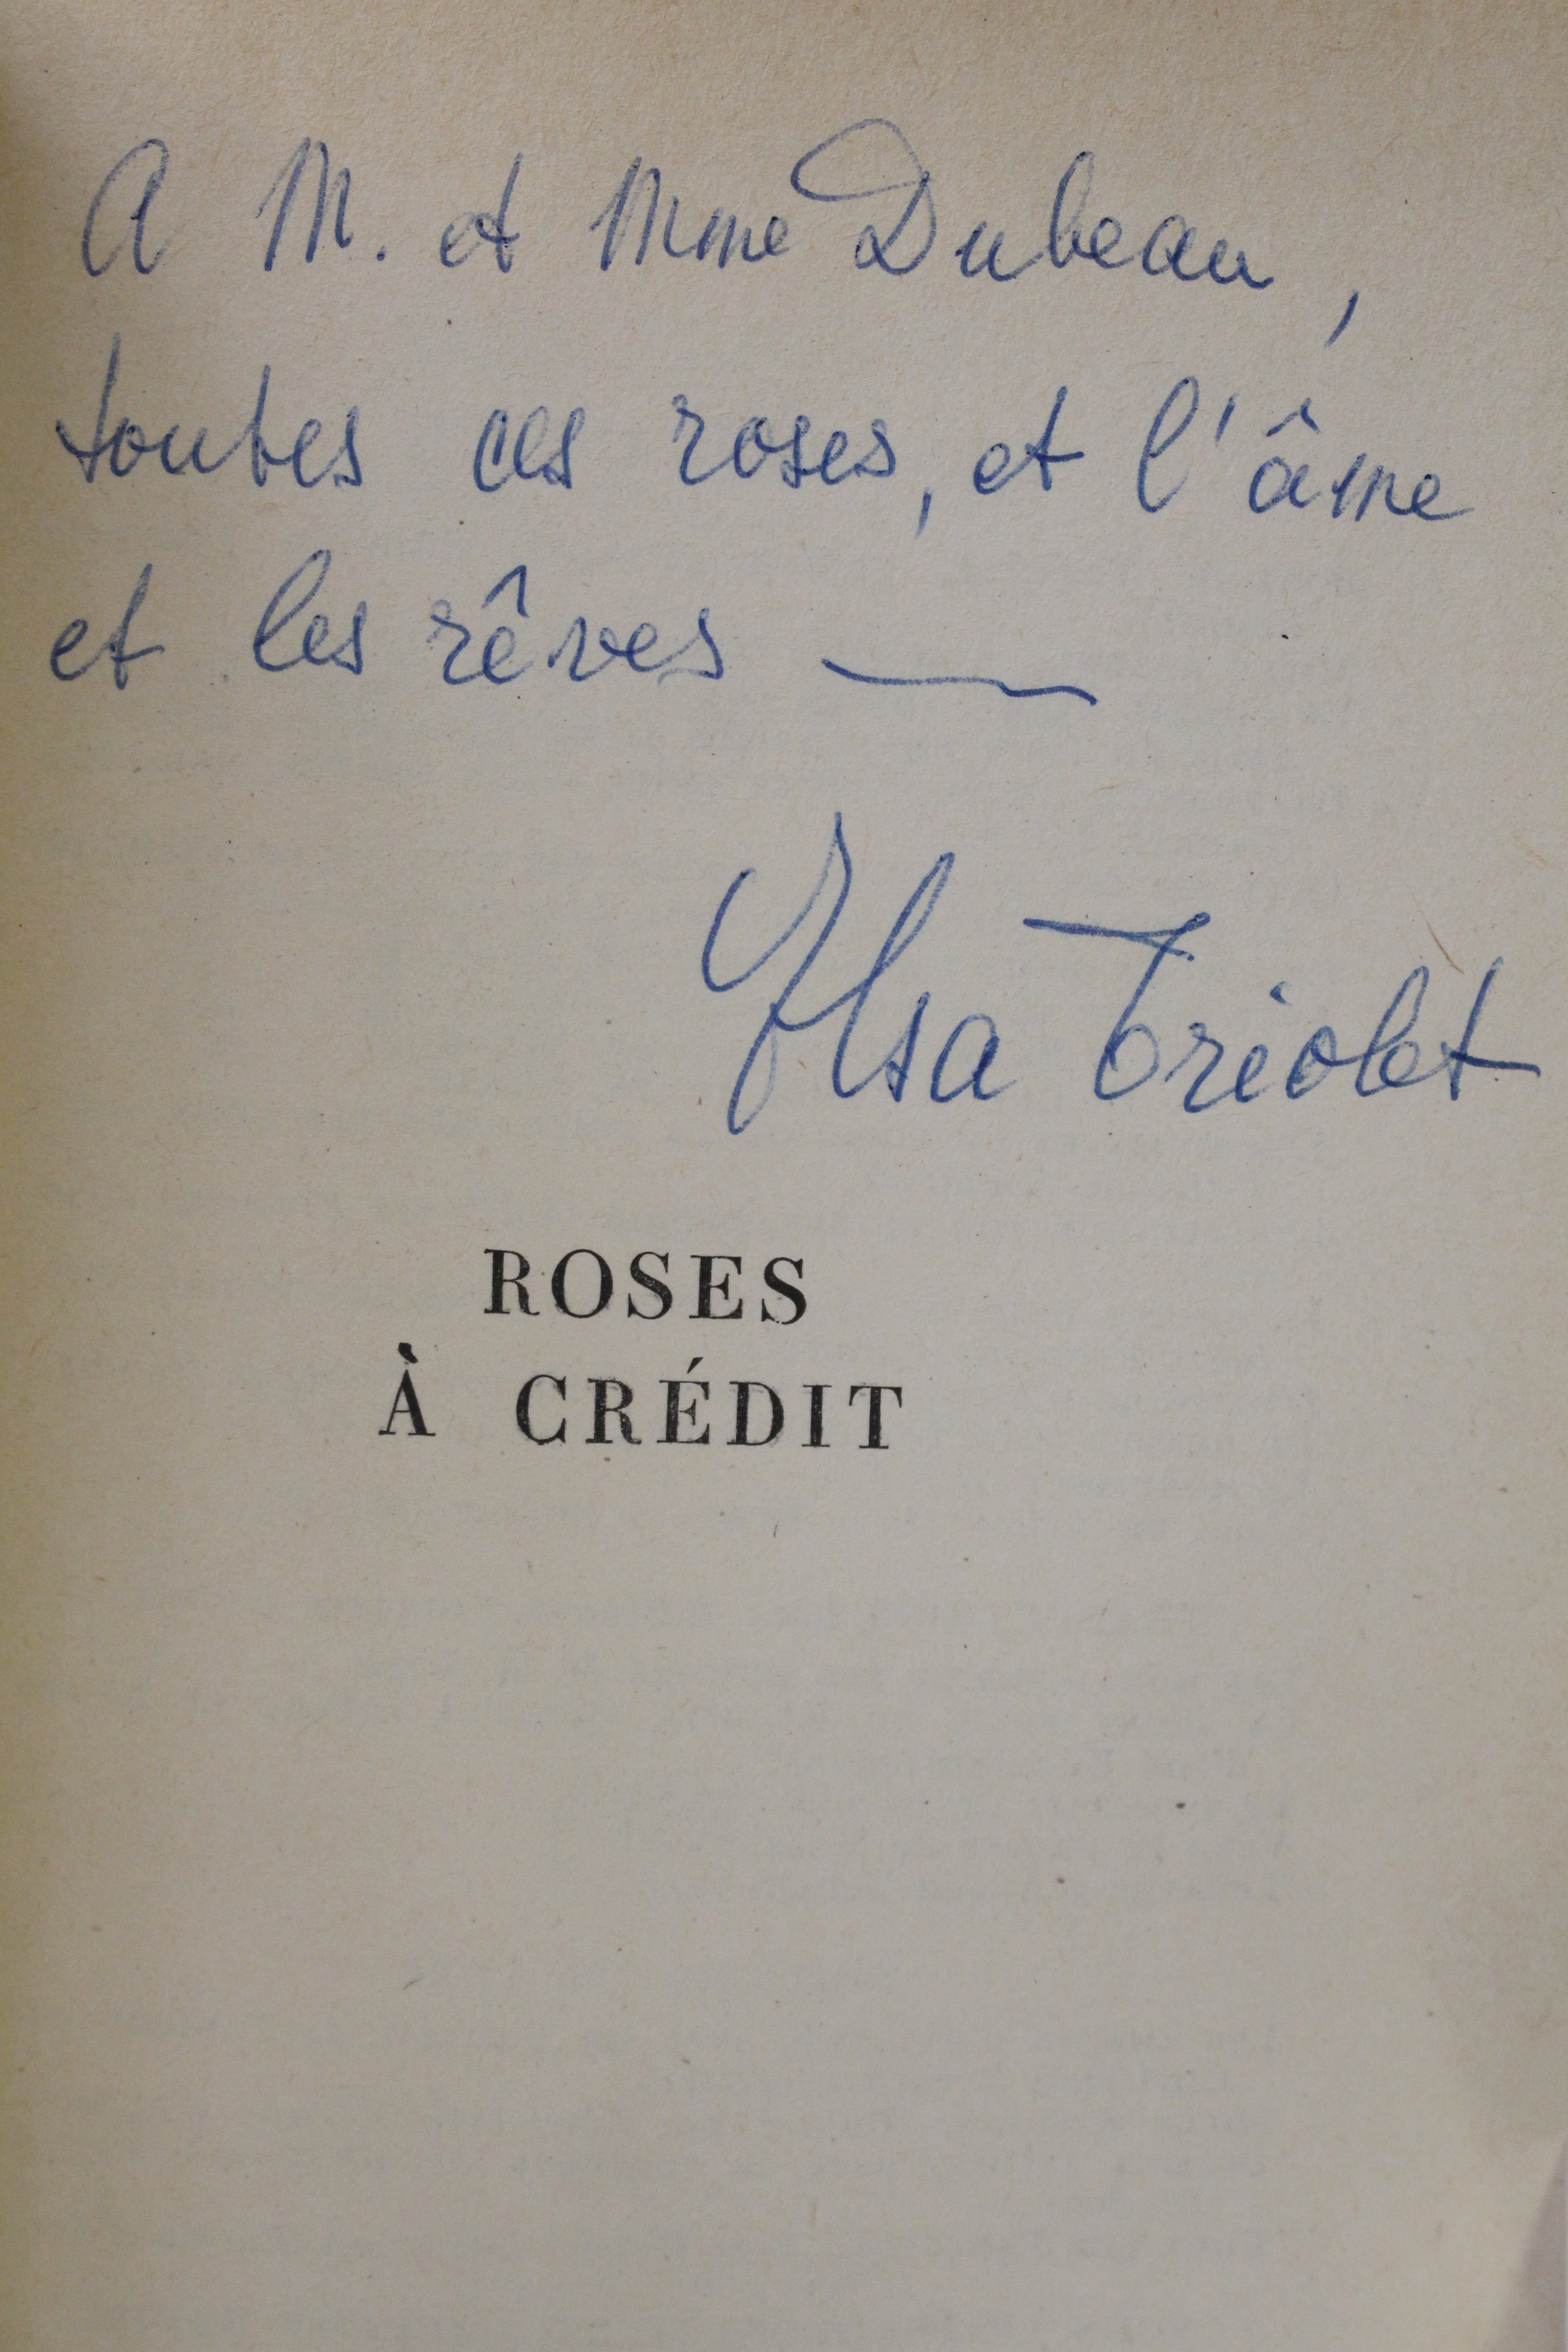 A M. et Mme Dubeau,
toutes ces roses, et l'âme
et les rêves —
Elsa Triolet
ROSES
À CRÉDIT